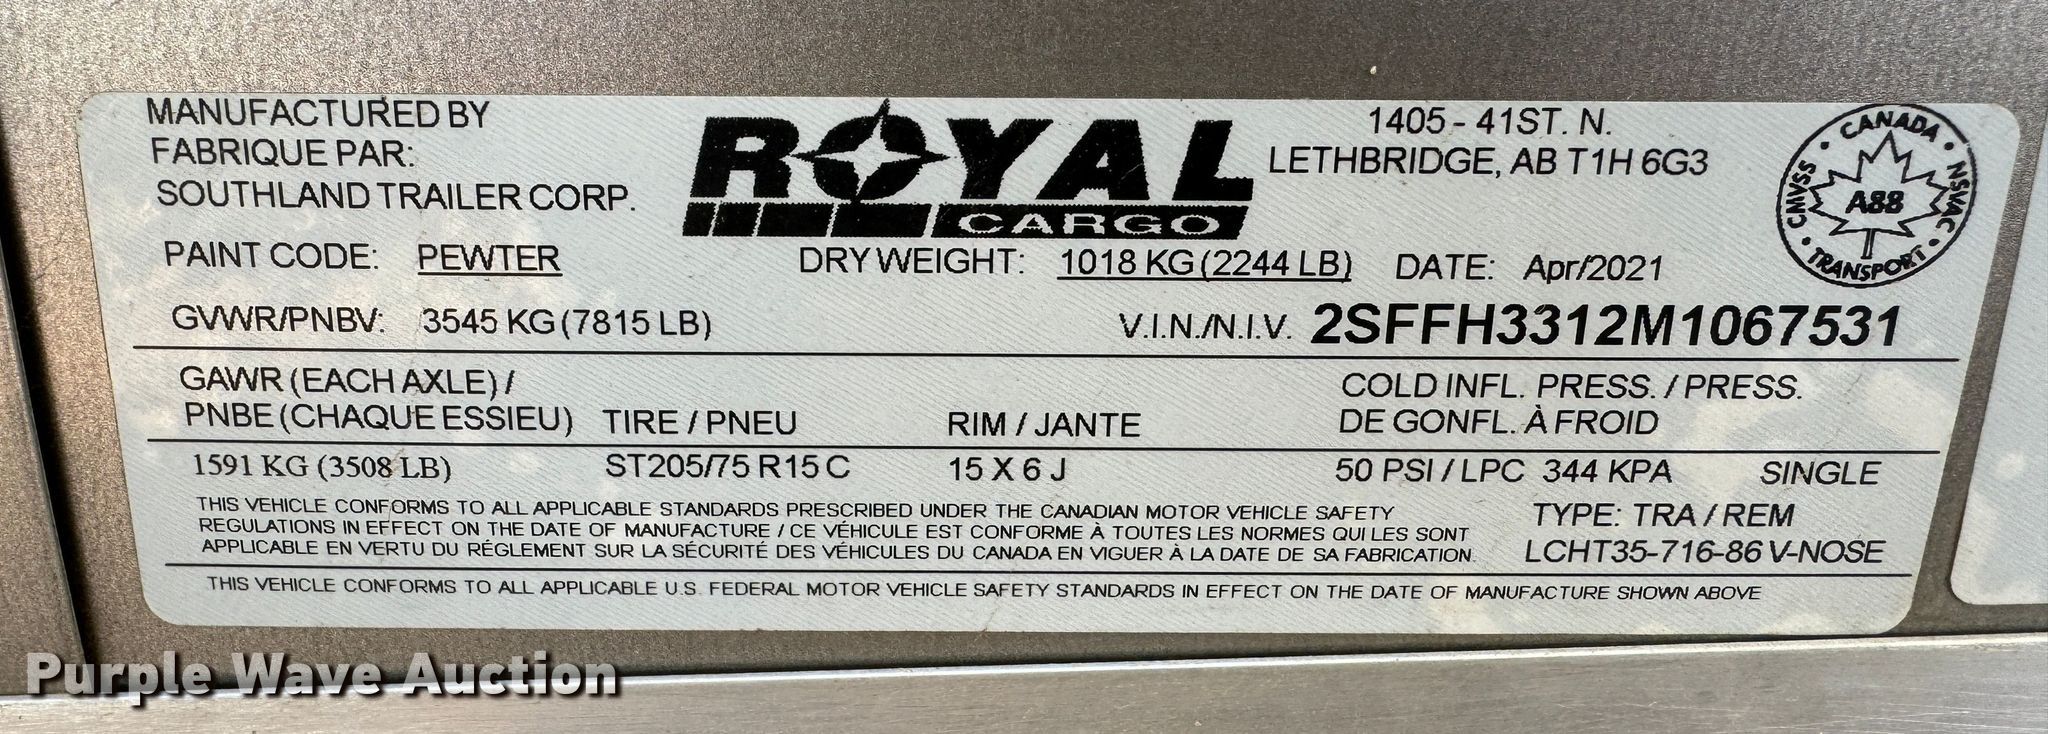 MANUFACTURED BY
FABRIQUE PAR:
SOUTHLAND TRAILER CORP.
ROYAL
CARGO
1405 - 41ST. N.
LETHBRIDGE, AB T1H 6G3
CANADA
CMVSS
NSVAC
A88
TRANSPORT
PAINT CODE: PEWTER DRY WEIGHT: 1018 KG (2244 LB) DATE: Apr/2021
GVWR/PNBV: 3545 KG (7815 LB) V.I.N./N.I.V. 2SFFH3312M1067531
GAWR (EACH AXLE) /
PNBE (CHAQUE ESSIEU) TIRE / PNEU RIM / JANTE
COLD INFL. PRESS. / PRESS.
DE GONFL. À FROID
1591 KG (3508 LB) ST205/75 R15 C 15 X 6 J 50 PSI / LPC 344 KPA SINGLE
THIS VEHICLE CONFORMS TO ALL APPLICABLE STANDARDS PRESCRIBED UNDER THE CANADIAN MOTOR VEHICLE SAFETY
REGULATIONS IN EFFECT ON THE DATE OF MANUFACTURE / CE VÉHICULE EST CONFORME À TOUTES LES NORMES QUI LES SONT
APPLICABLE EN VERTU DU RÉGLEMENT SUR LA SÉCURITÉ DES VÉHICULES DU CANADA EN VIGUER À LA DATE DE SA FABRICATION.
TYPE: TRA / REM
LCHT35-716-86 V-NOSE
THIS VEHICLE CONFORMS TO ALL APPLICABLE U.S. FEDERAL MOTOR VEHICLE SAFETY STANDARDS IN EFFECT ON THE DATE OF MANUFACTURE SHOWN ABOVE
Purple Wave Auction